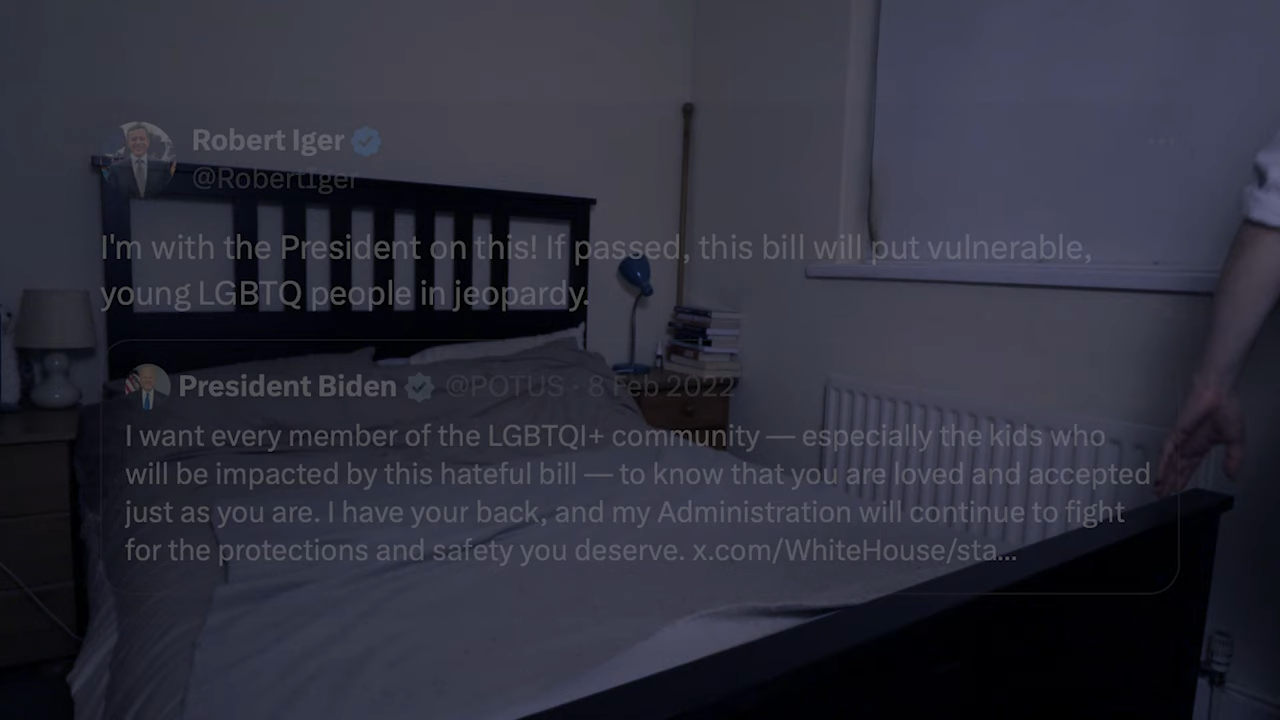 Robert Iger
@RobertIger
I'm with the President on this! If passed, this bill will put vulnerable,
young LGBTQ people in jeopardy.
President Biden @POTUS · 8 Feb 2022
I want every member of the LGBTQI+ community — especially the kids who
will be impacted by this hateful bill — to know that you are loved and accepted
just as you are. I have your back, and my Administration will continue to fight
for the protections and safety you deserve. x.com/WhiteHouse/sta...